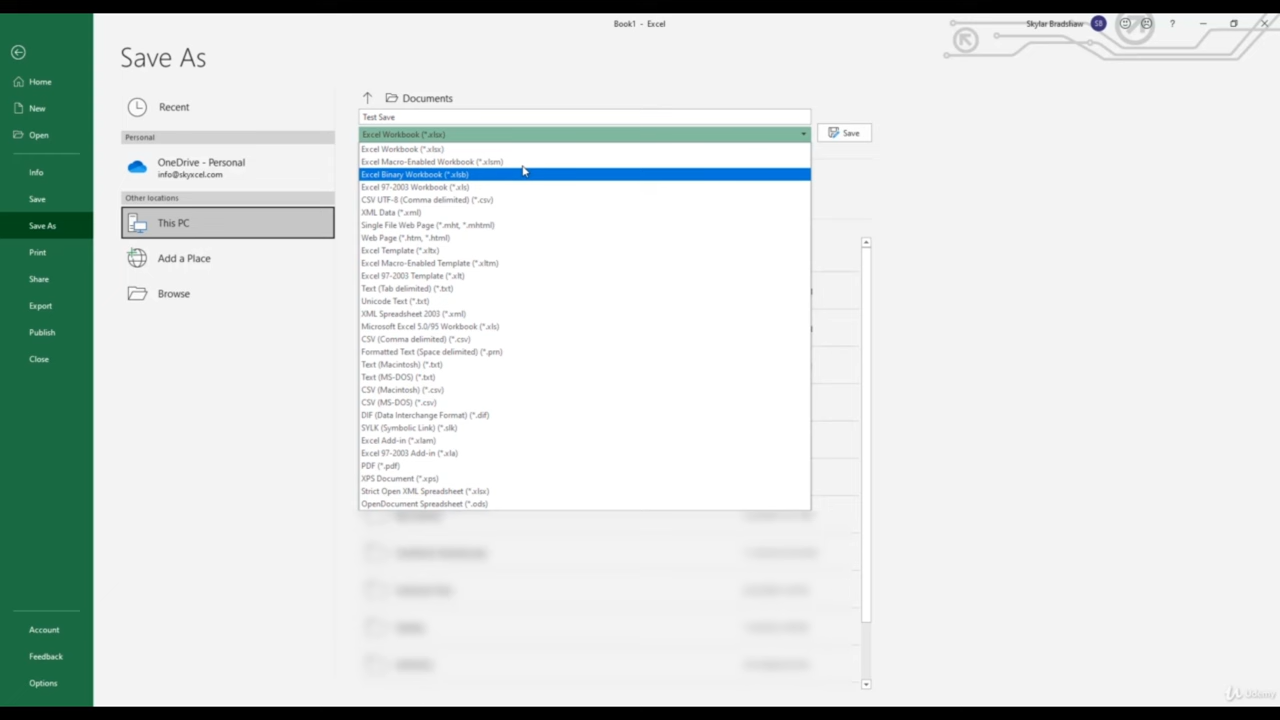 Book1 - Excel
Skylar Bradshaw
SB
?
Save As
Home
New
Open
Info
Save
Save As
Print
Share
Export
Publish
Close
Account
Feedback
Options
Recent
Personal
OneDrive - Personal
info@skyxcel.com
Other locations
This PC
Add a Place
Browse
Documents
Test Save
Excel Workbook (*.xlsx)
Save
Excel Workbook (*.xlsx)
Excel Macro-Enabled Workbook (*.xlsm)
Excel Binary Workbook (*.xlsb)
Excel 97-2003 Workbook (*.xls)
CSV UTF-8 (Comma delimited) (*.csv)
XML Data (*.xml)
Single File Web Page (*.mht, *.mhtml)
Web Page (*.htm, *.html)
Excel Template (*.xltx)
Excel Macro-Enabled Template (*.xltm)
Excel 97-2003 Template (*.xlt)
Text (Tab delimited) (*.txt)
Unicode Text (*.txt)
XML Spreadsheet 2003 (*.xml)
Microsoft Excel 5.0/95 Workbook (*.xls)
CSV (Comma delimited) (*.csv)
Formatted Text (Space delimited) (*.prn)
Text (Macintosh) (*.txt)
Text (MS-DOS) (*.txt)
CSV (Macintosh) (*.csv)
CSV (MS-DOS) (*.csv)
DIF (Data Interchange Format) (*.dif)
SYLK (Symbolic Link) (*.slk)
Excel Add-in (*.xlam)
Excel 97-2003 Add-in (*.xla)
PDF (*.pdf)
XPS Document (*.xps)
Strict Open XML Spreadsheet (*.xlsx)
OpenDocument Spreadsheet (*.ods)
Udemy